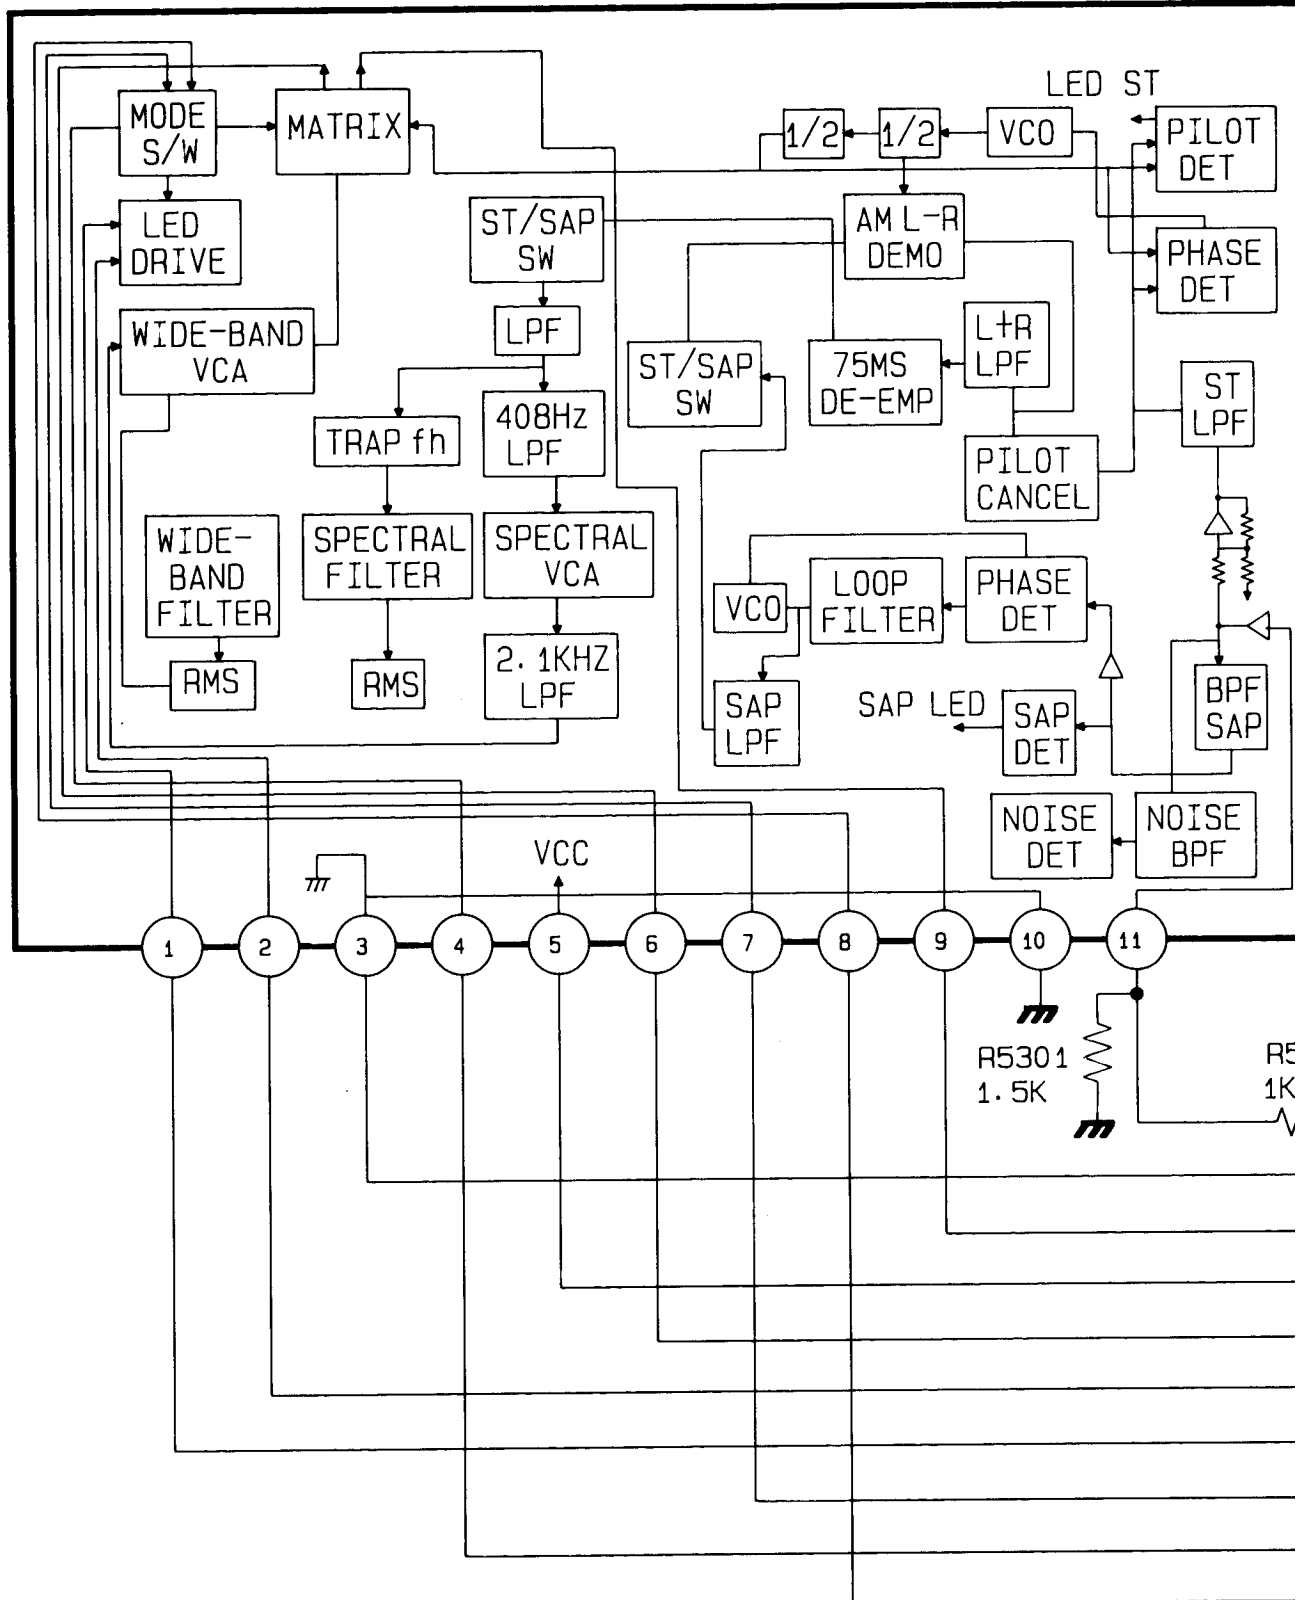 LED ST
MODE
S/W
MATRIX
1/2
1/2
VCO
PILOT
DET
LED
DRIVE
ST/SAP
SW
AM L-R
DEMO
PHASE
DET
WIDE-BAND
VCA
LPF
ST/SAP
SW
75MS
DE-EMP
L+R
LPF
ST
LPF
TRAP fh
408Hz
LPF
PILOT
CANCEL
WIDE-
BAND
FILTER
SPECTRAL
FILTER
SPECTRAL
VCA
VCO
LOOP
FILTER
PHASE
DET
RMS
RMS
2.1KHZ
LPF
SAP
LPF
SAP LED
SAP
DET
BPF
SAP
NOISE
DET
NOISE
BPF
VCC
1
2
3
4
5
6
7
8
9
10
11
R5301
1.5K
R5
1K